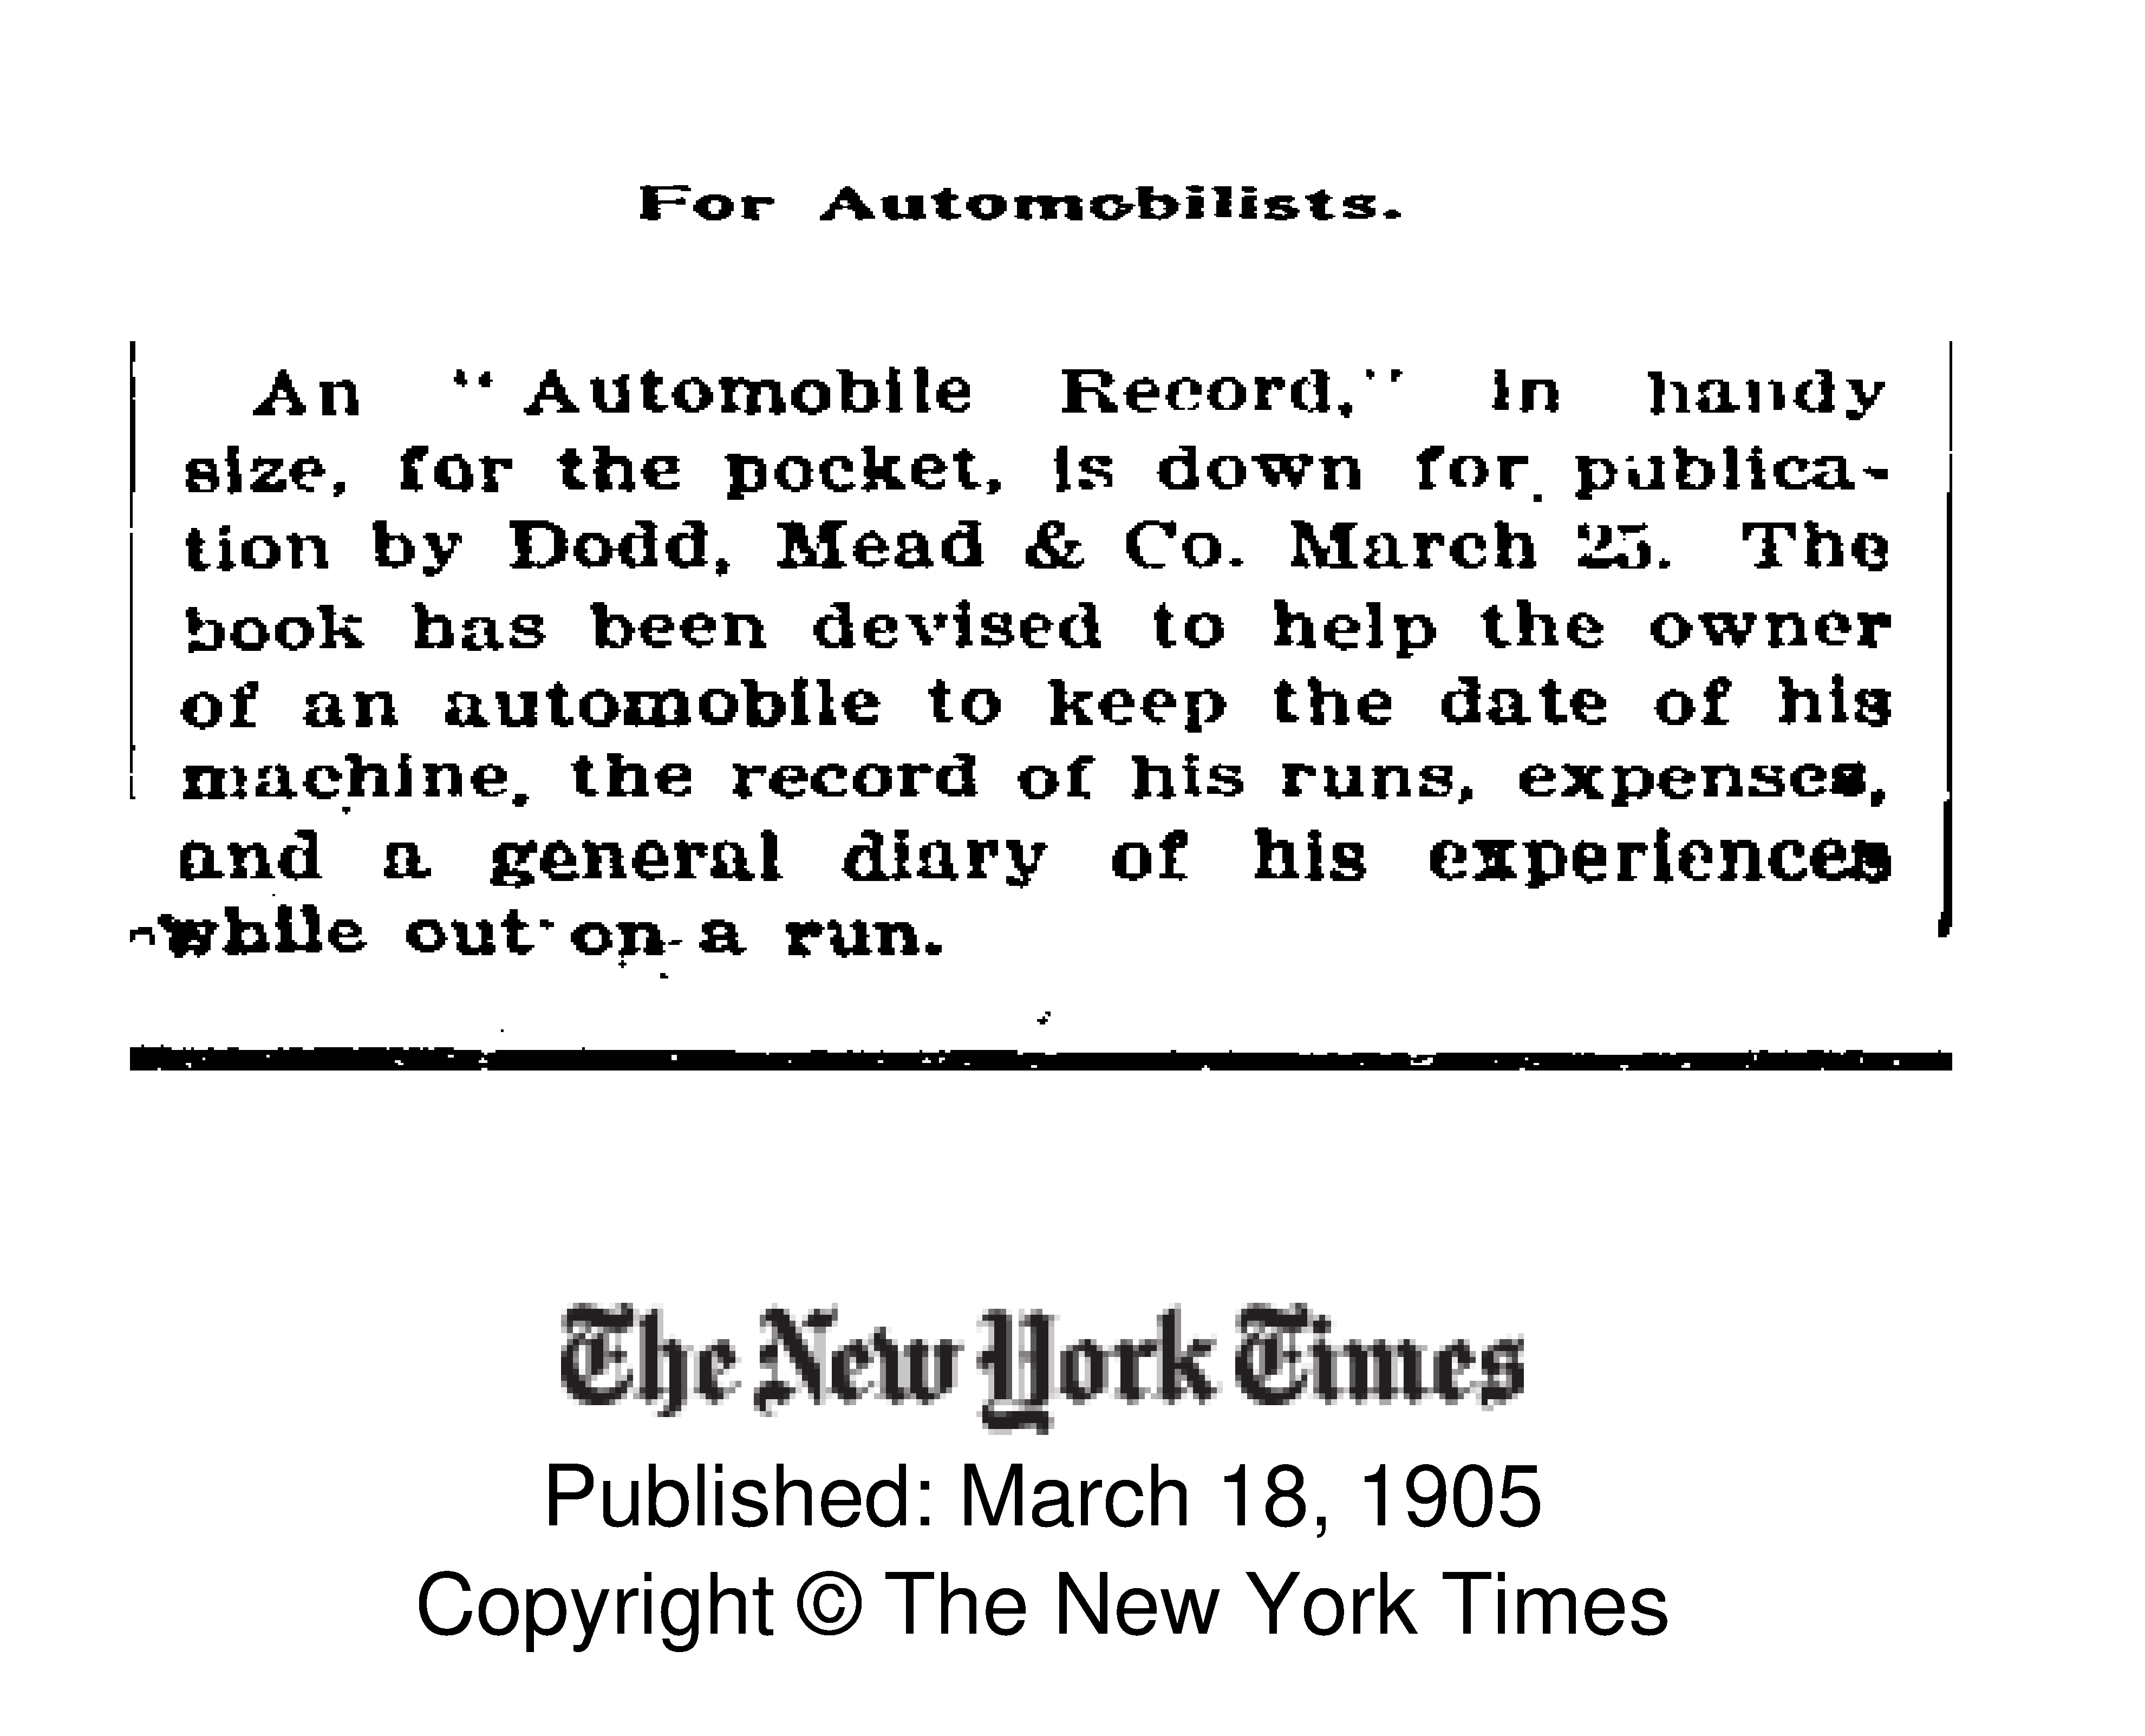 For Automobilists.
An “Automobile Record,” in handy
size, for the pocket, is down for publica-
tion by Dodd, Mead & Co. March 25. The
book has been devised to help the owner
of an automobile to keep the date of his
machine, the record of his runs, expenses,
and a general diary of his experiences
while out on a run.
The New York Times
Published: March 18, 1905
Copyright © The New York Times